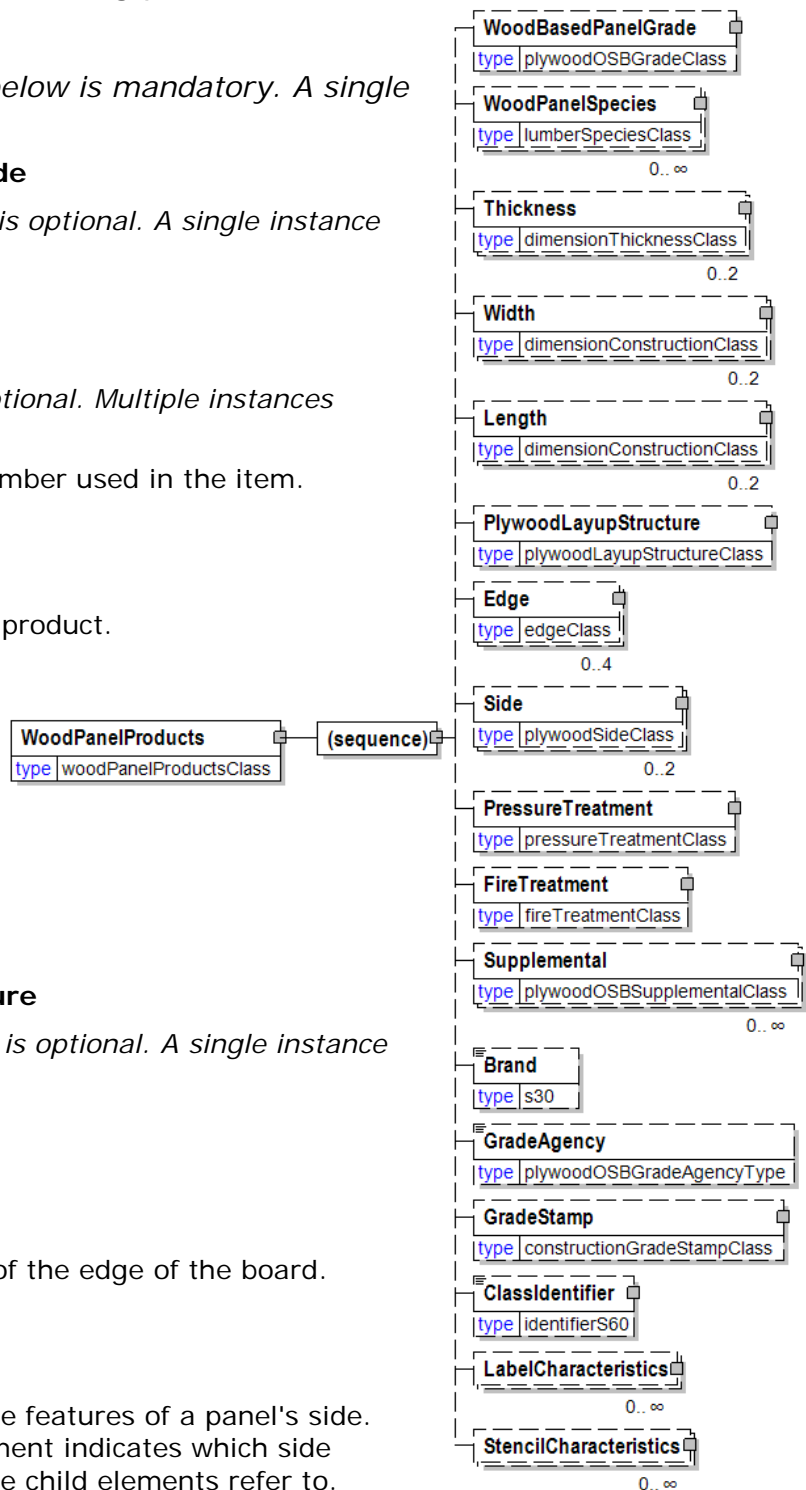 below is mandatory. A single
is optional. A single instance
optional. Multiple instances
used in the item.
product.
WoodPanelProducts
type woodPanelProductsClass
(sequence)
is optional. A single instance
of the edge of the board.
features of a panel's side.
indicates which side
child elements refer to.
WoodBasedPanelGrade
type plywoodOSBGradeClass
WoodPanelSpecies
type lumberSpeciesClass
0..∞
Thickness
type dimensionThicknessClass
0..2
Width
type dimensionConstructionClass
0..2
Length
type dimensionConstructionClass
0..2
PlywoodLayupStructure
type plywoodLayupStructureClass
Edge
type edgeClass
0..4
Side
type plywoodSideClass
0..2
PressureTreatment
type pressureTreatmentClass
FireTreatment
type fireTreatmentClass
Supplemental
type plywoodOSBSupplementalClass
0..∞
Brand
type s30
GradeAgency
type plywoodOSBGradeAgencyType
GradeStamp
type constructionGradeStampClass
ClassIdentifier
type identifierS60
LabelCharacteristics
0..∞
StencilCharacteristics
0..∞